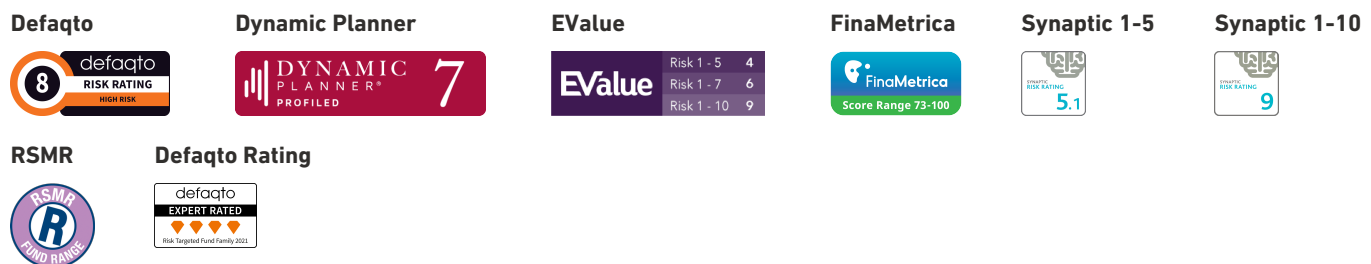 Defaqto
Dynamic Planner
EValue
FinaMetrica
Synaptic 1-5
Synaptic 1-10
8
defaqto
RISK RATING
HIGH RISK
DYNAMIC
PLANNER®
PROFILED
7
EValue
Risk 1 - 5 4
Risk 1 - 7 6
Risk 1 - 10 9
FinaMetrica
Score Range 73-100
SYNAPTIC
RISK RATING
5.1
SYNAPTIC
RISK RATING
9
RSMR
Defaqto Rating
RSMR
R
FUND RANGE
defaqto
EXPERT RATED
Risk Targeted Fund Family 2021